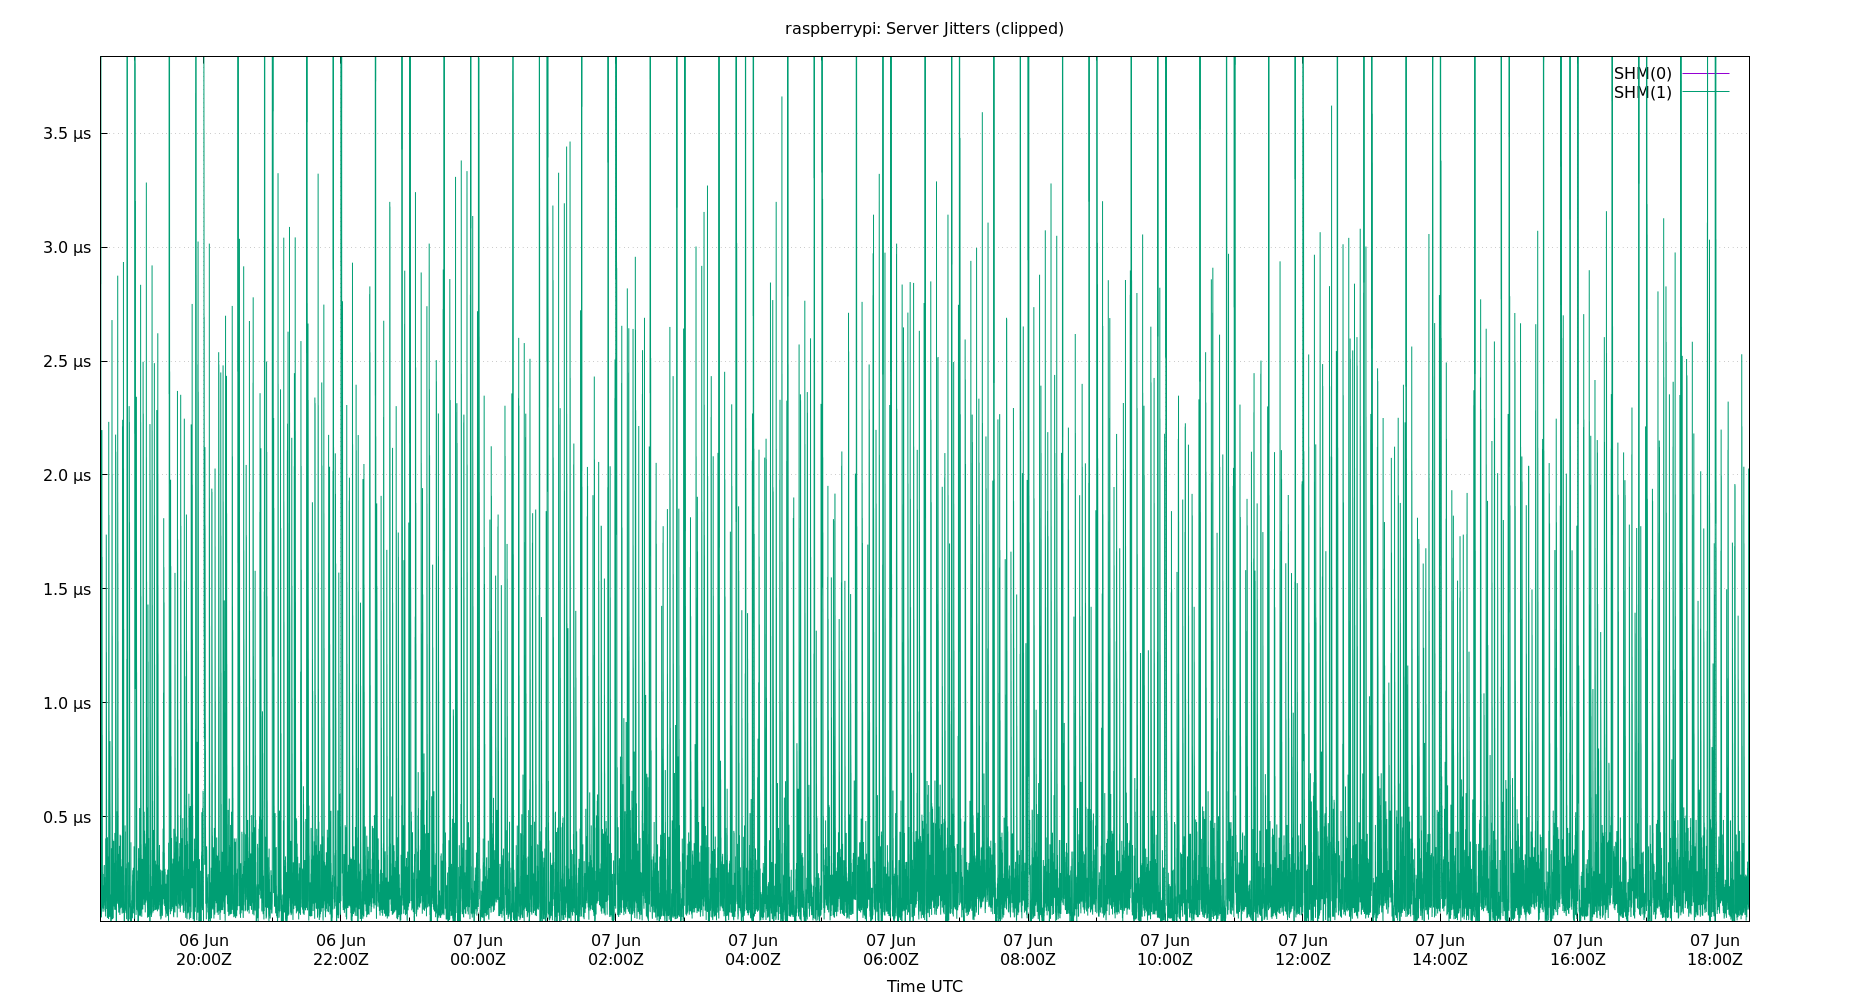 raspberrypi: Server Jitters (clipped)
SHM(0)
SHM(1)
3.5 µs
3.0 µs
2.5 µs
2.0 µs
1.5 µs
1.0 µs
0.5 µs
06 Jun 06 Jun 07 Jun 07 Jun 07 Jun 07 Jun 07 Jun 07 Jun 07 Jun 07 Jun 07 Jun 07 Jun
20:00Z 22:00Z 00:00Z 02:00Z 04:00Z 06:00Z 08:00Z 10:00Z 12:00Z 14:00Z 16:00Z 18:00Z
Time UTC